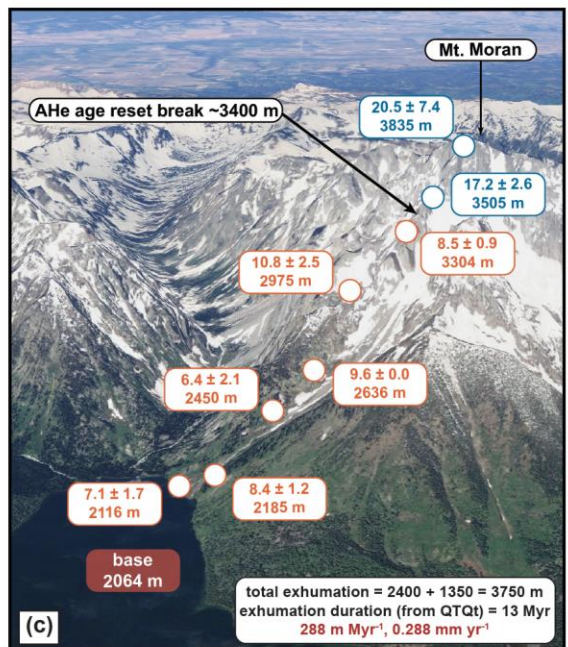 Mt. Moran
AHe age reset break ~3400 m
20.5 ± 7.4
3835 m
17.2 ± 2.6
3505 m
8.5 ± 0.9
3304 m
10.8 ± 2.5
2975 m
9.6 ± 0.0
2636 m
6.4 ± 2.1
2450 m
7.1 ± 1.7
2116 m
8.4 ± 1.2
2185 m
base
2064 m
total exhumation = 2400 + 1350 = 3750 m
exhumation duration (from QTQt) = 13 Myr
288 m Myr⁻¹, 0.288 mm yr⁻¹
(c)